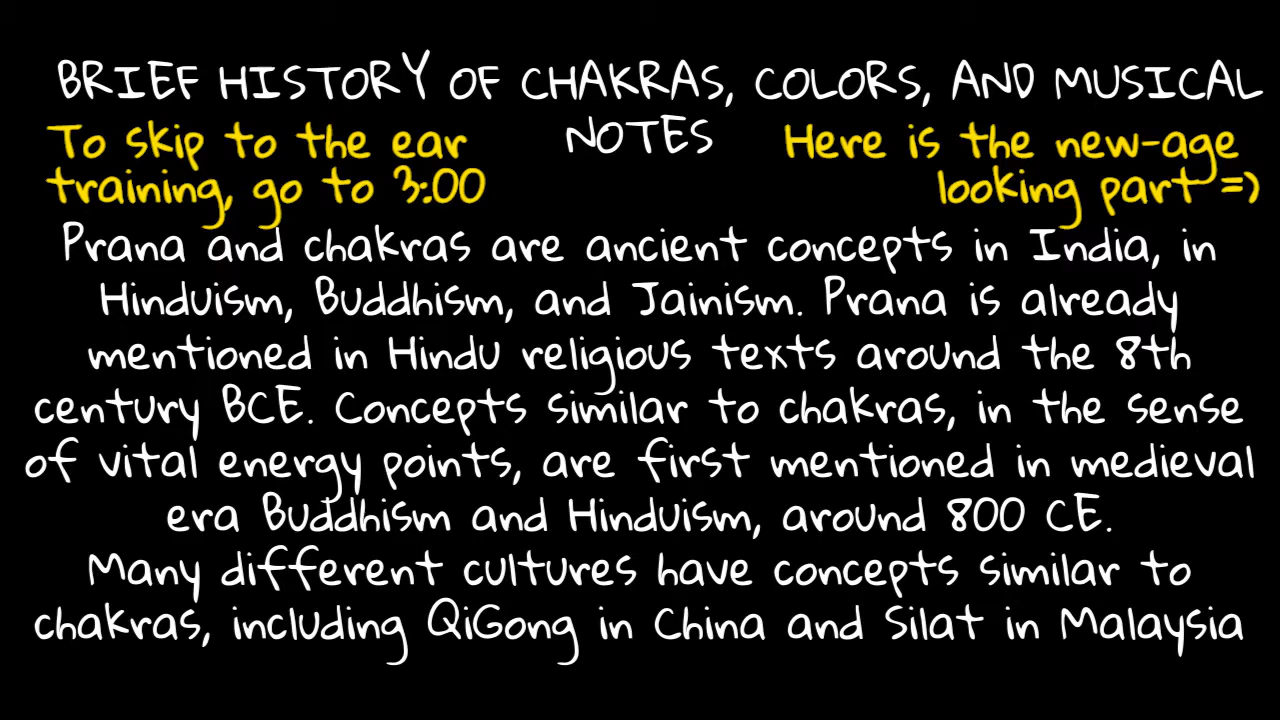 BRIEF HISTORY OF CHAKRAS, COLORS, AND MUSICAL
NOTES
To skip to the ear
training, go to 3:00
Here is the new-age
looking part =)
Prana and chakras are ancient concepts in India, in
Hinduism, Buddhism, and Jainism. Prana is already
mentioned in Hindu religious texts around the 8th
century BCE. Concepts similar to chakras, in the sense
of vital energy points, are first mentioned in medieval
era Buddhism and Hinduism, around 800 CE.
Many different cultures have concepts similar to
chakras, including QiGong in China and Silat in Malaysia